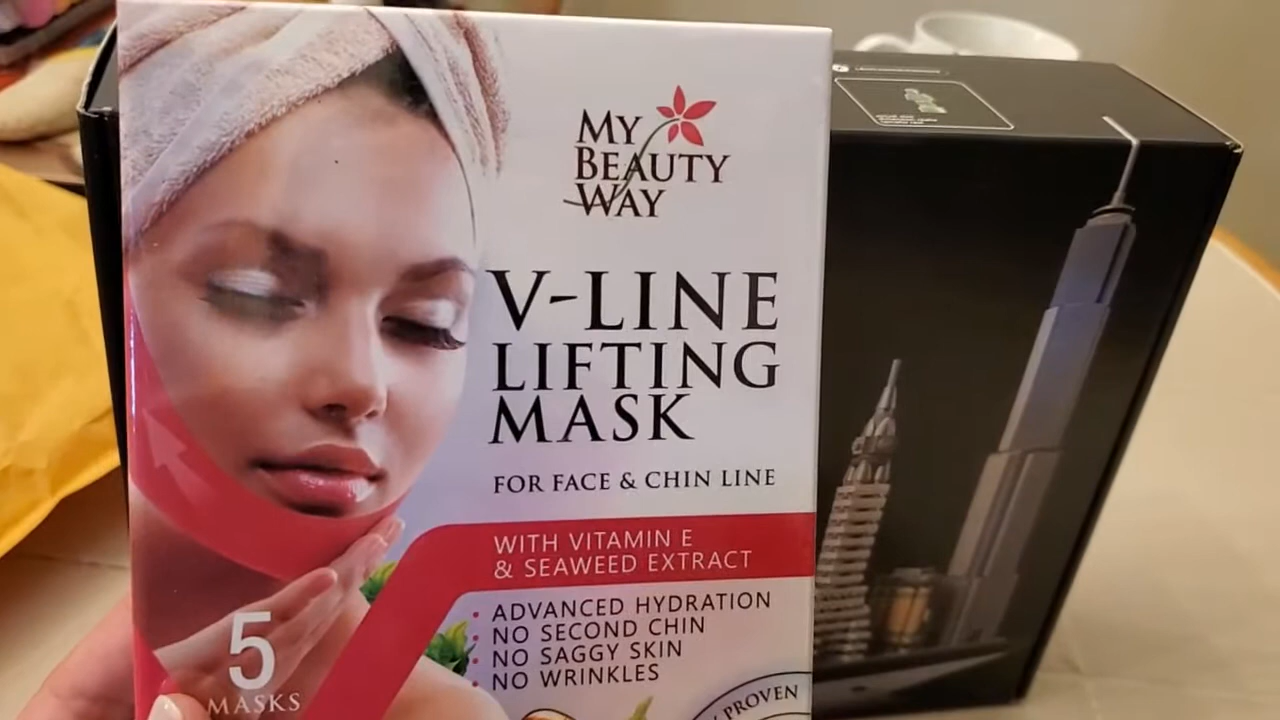 MY
BEAUTY
WAY
V-LINE
LIFTING
MASK
FOR FACE & CHIN LINE
WITH VITAMIN E
& SEAWEED EXTRACT
• ADVANCED HYDRATION
• NO SECOND CHIN
• NO SAGGY SKIN
• NO WRINKLES
5
MASKS
PROVEN